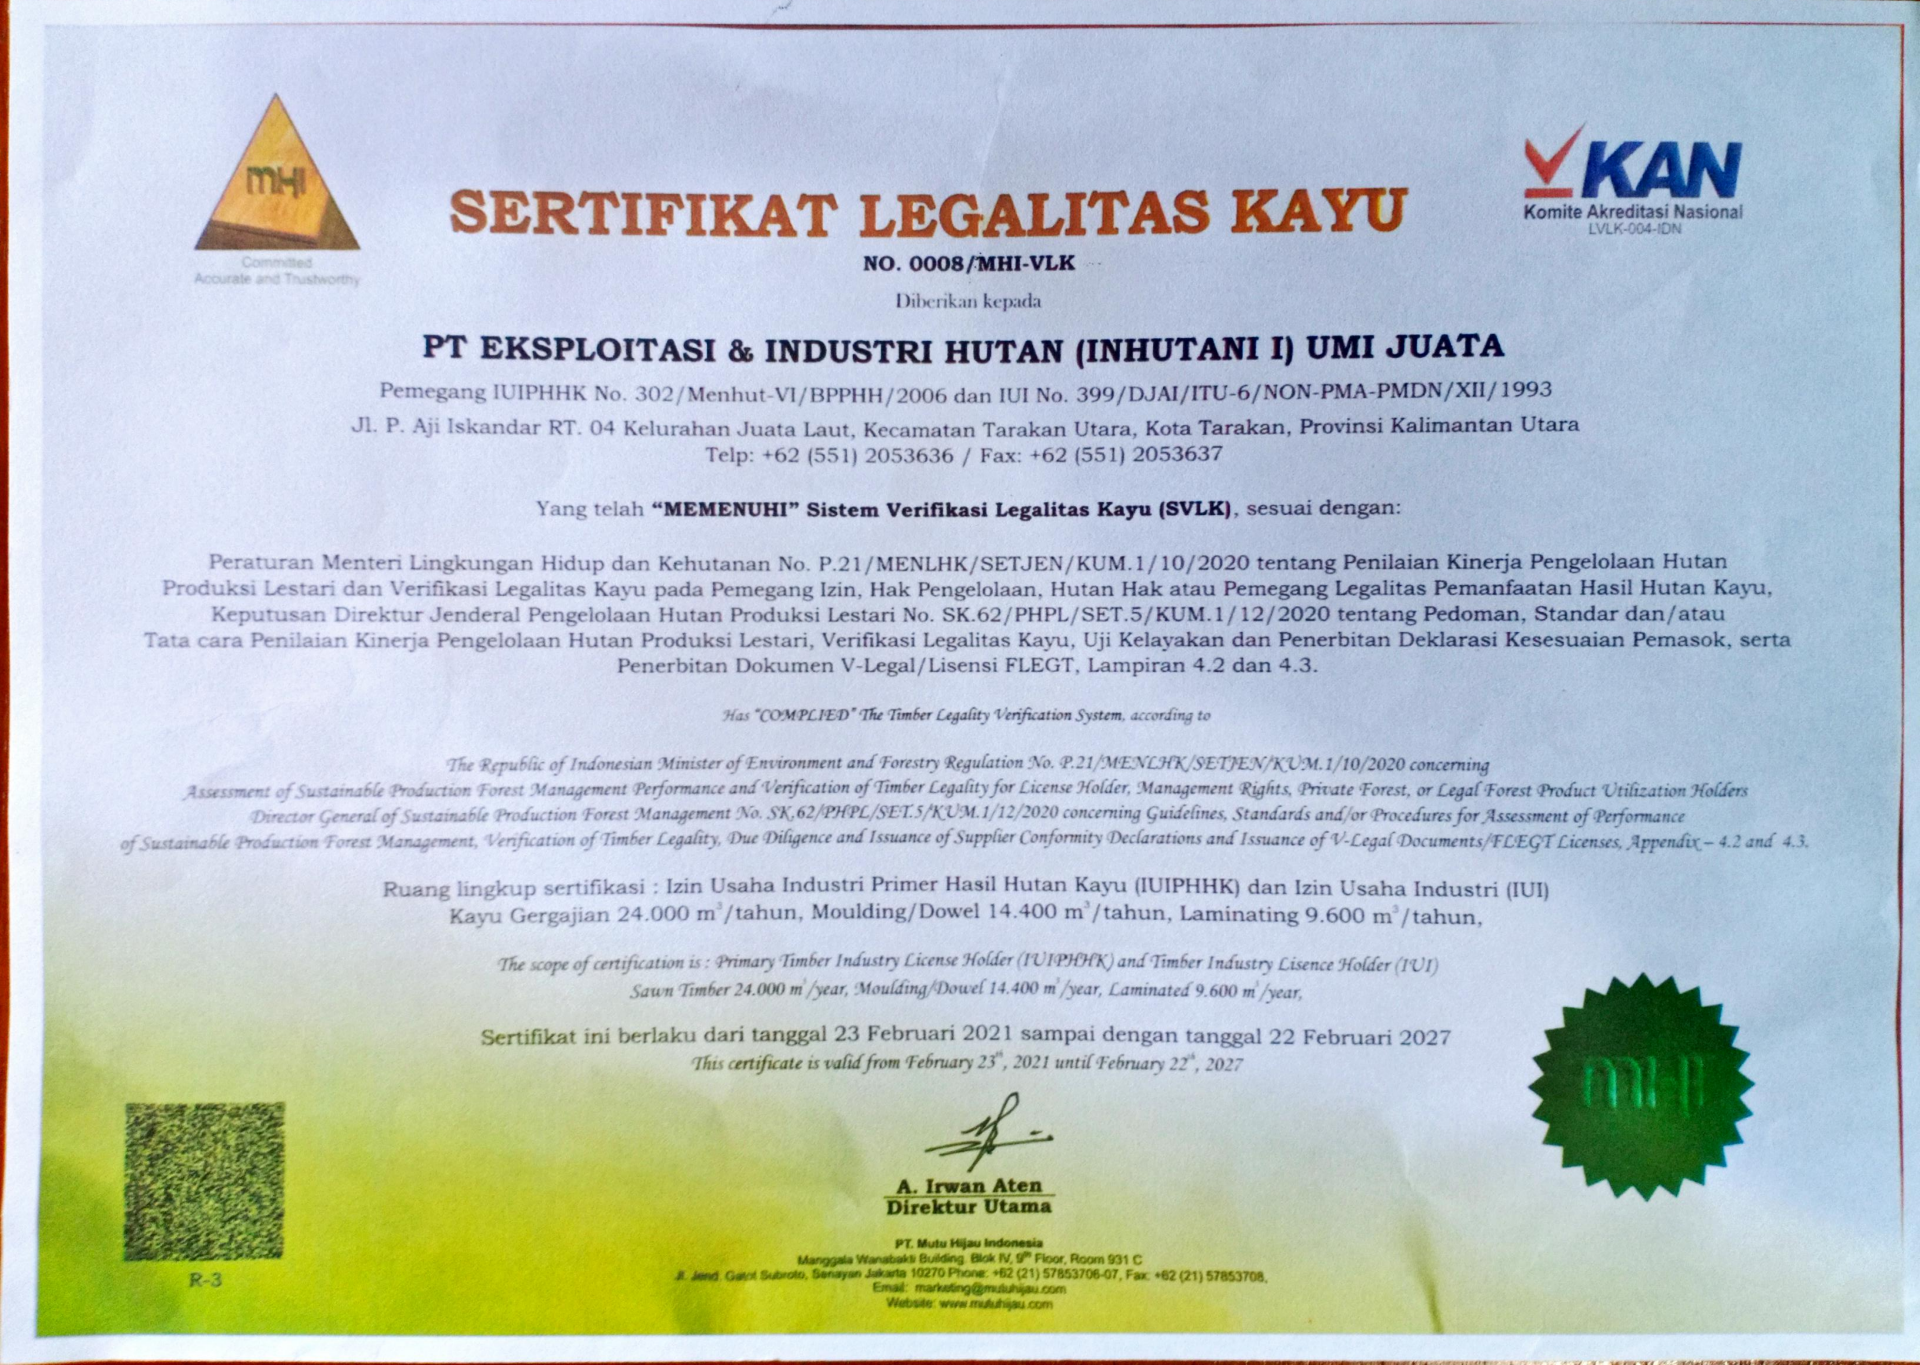 MHI
Committed
Accurate and Trustworthy
KAN
Komite Akreditasi Nasional
LVLK-004-IDN
SERTIFIKAT LEGALITAS KAYU
NO. 0008/MHI-VLK
Diberikan kepada
PT EKSPLOITASI & INDUSTRI HUTAN (INHUTANI I) UMI JUATA
Pemegang IUIPHHK No. 302/Menhut-VI/BPPHH/2006 dan IUI No. 399/DJAI/ITU-6/NON-PMA-PMDN/XII/1993
Jl. P. Aji Iskandar RT. 04 Kelurahan Juata Laut, Kecamatan Tarakan Utara, Kota Tarakan, Provinsi Kalimantan Utara
Telp: +62 (551) 2053636 / Fax: +62 (551) 2053637
Yang telah “MEMENUHI” Sistem Verifikasi Legalitas Kayu (SVLK), sesuai dengan:
Peraturan Menteri Lingkungan Hidup dan Kehutanan No. P.21/MENLHK/SETJEN/KUM.1/10/2020 tentang Penilaian Kinerja Pengelolaan Hutan
Produksi Lestari dan Verifikasi Legalitas Kayu pada Pemegang Izin, Hak Pengelolaan, Hutan Hak atau Pemegang Legalitas Pemanfaatan Hasil Hutan Kayu,
Keputusan Direktur Jenderal Pengelolaan Hutan Produksi Lestari No. SK.62/PHPL/SET.5/KUM.1/12/2020 tentang Pedoman, Standar dan/atau
Tata cara Penilaian Kinerja Pengelolaan Hutan Produksi Lestari, Verifikasi Legalitas Kayu, Uji Kelayakan dan Penerbitan Deklarasi Kesesuaian Pemasok, serta
Penerbitan Dokumen V-Legal/Lisensi FLEGT, Lampiran 4.2 dan 4.3.
Has "COMPLIED" The Timber Legality Verification System, according to
The Republic of Indonesian Minister of Environment and Forestry Regulation No. P.21/MENLHK/SETJEN/KUM.1/10/2020 concerning
Assessment of Sustainable Production Forest Management Performance and Verification of Timber Legality for License Holder, Management Rights, Private Forest, or Legal Forest Product Utilization Holders
Director General of Sustainable Production Forest Management No. SK.62/PHPL/SET.5/KUM.1/12/2020 concerning Guidelines, Standards and/or Procedures for Assessment of Performance
of Sustainable Production Forest Management, Verification of Timber Legality, Due Diligence and Issuance of Supplier Conformity Declarations and Issuance of V-Legal Documents/FLEGT Licenses, Appendix – 4.2 and 4.3.
Ruang lingkup sertifikasi : Izin Usaha Industri Primer Hasil Hutan Kayu (IUIPHHK) dan Izin Usaha Industri (IUI)
Kayu Gergajian 24.000 m³/tahun, Moulding/Dowel 14.400 m³/tahun, Laminating 9.600 m³/tahun,
The scope of certification is : Primary Timber Industry License Holder (IUIPHHK) and Timber Industry Lisence Holder (IUI)
Sawn Timber 24.000 m³/year, Moulding/Dowel 14.400 m³/year, Laminated 9.600 m³/year,
Sertifikat ini berlaku dari tanggal 23 Februari 2021 sampai dengan tanggal 22 Februari 2027
This certificate is valid from February 23th, 2021 until February 22th, 2027
MHI
A. Irwan Aten
Direktur Utama
R-3
PT. Mutu Hijau Indonesia
Manggala Wanabakti Building. Blok IV, 9th Floor, Room 931 C
Jl. Jend. Gatot Subroto, Senayan Jakarta 10270 Phone: +62 (21) 57853706-07, Fax: +62 (21) 57853708,
Email: marketing@mutuhijau.com
Website: www.mutuhijau.com